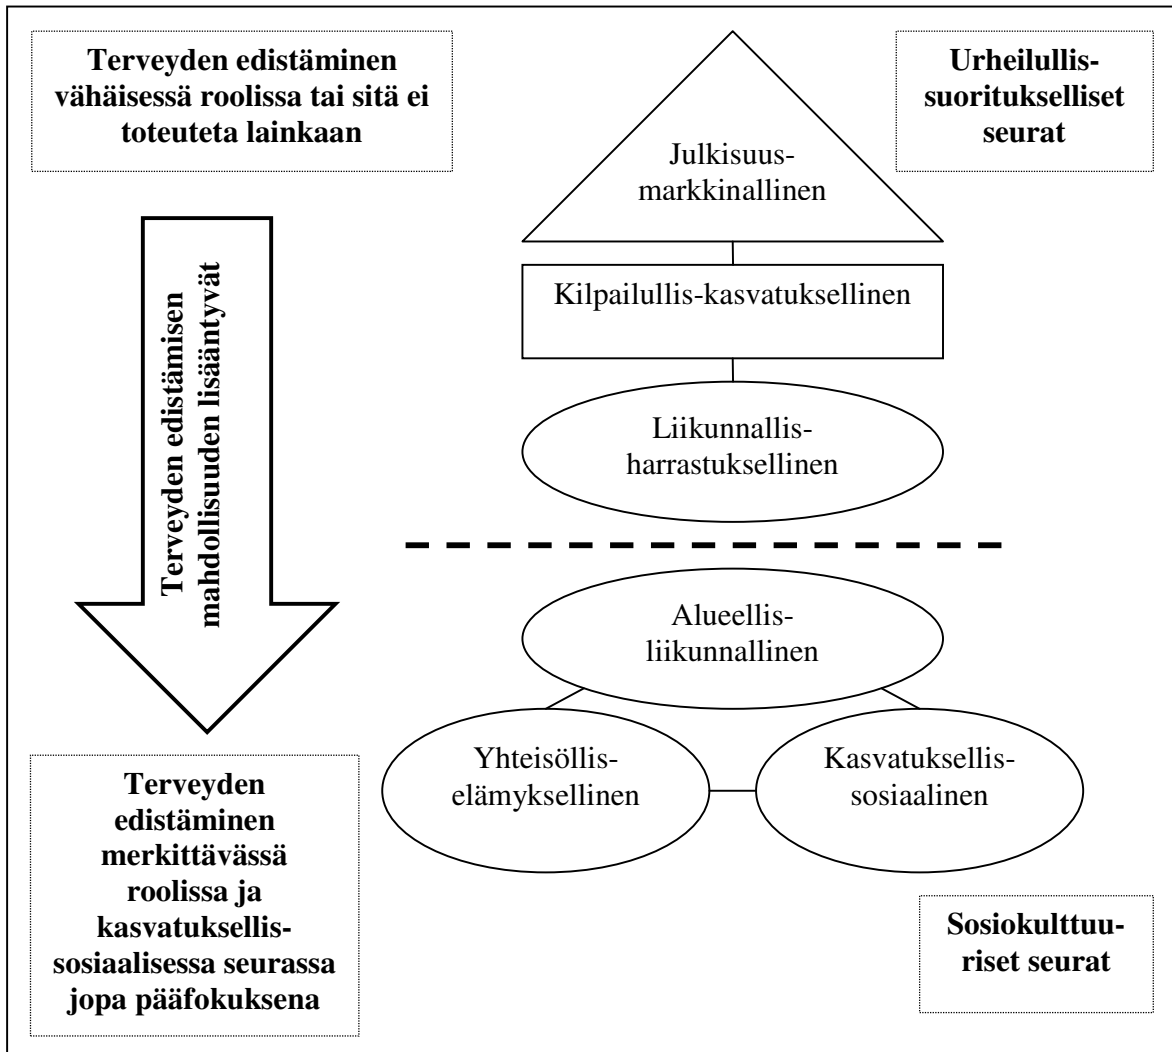 Terveyden edistäminen
vähäisessä roolissa tai sitä ei
toteuteta lainkaan
Urheilullis-
suoritukselliset
seurat
Julkisuus-
markkinallinen
Kilpailullis-kasvatuksellinen
Liikunnallis-
harrastuksellinen
Terveyden edistämisen
mahdollisuuden lisääntyvät
Alueellis-
liikunnallinen
Yhteisöllis-
elämyksellinen
Kasvatuksellis-
sosiaalinen
Terveyden
edistäminen
merkittävässä
roolissa ja
kasvatuksellis-
sosiaalisessa seurassa
jopa pääfokuksena
Sosiokulttuu-
riset seurat